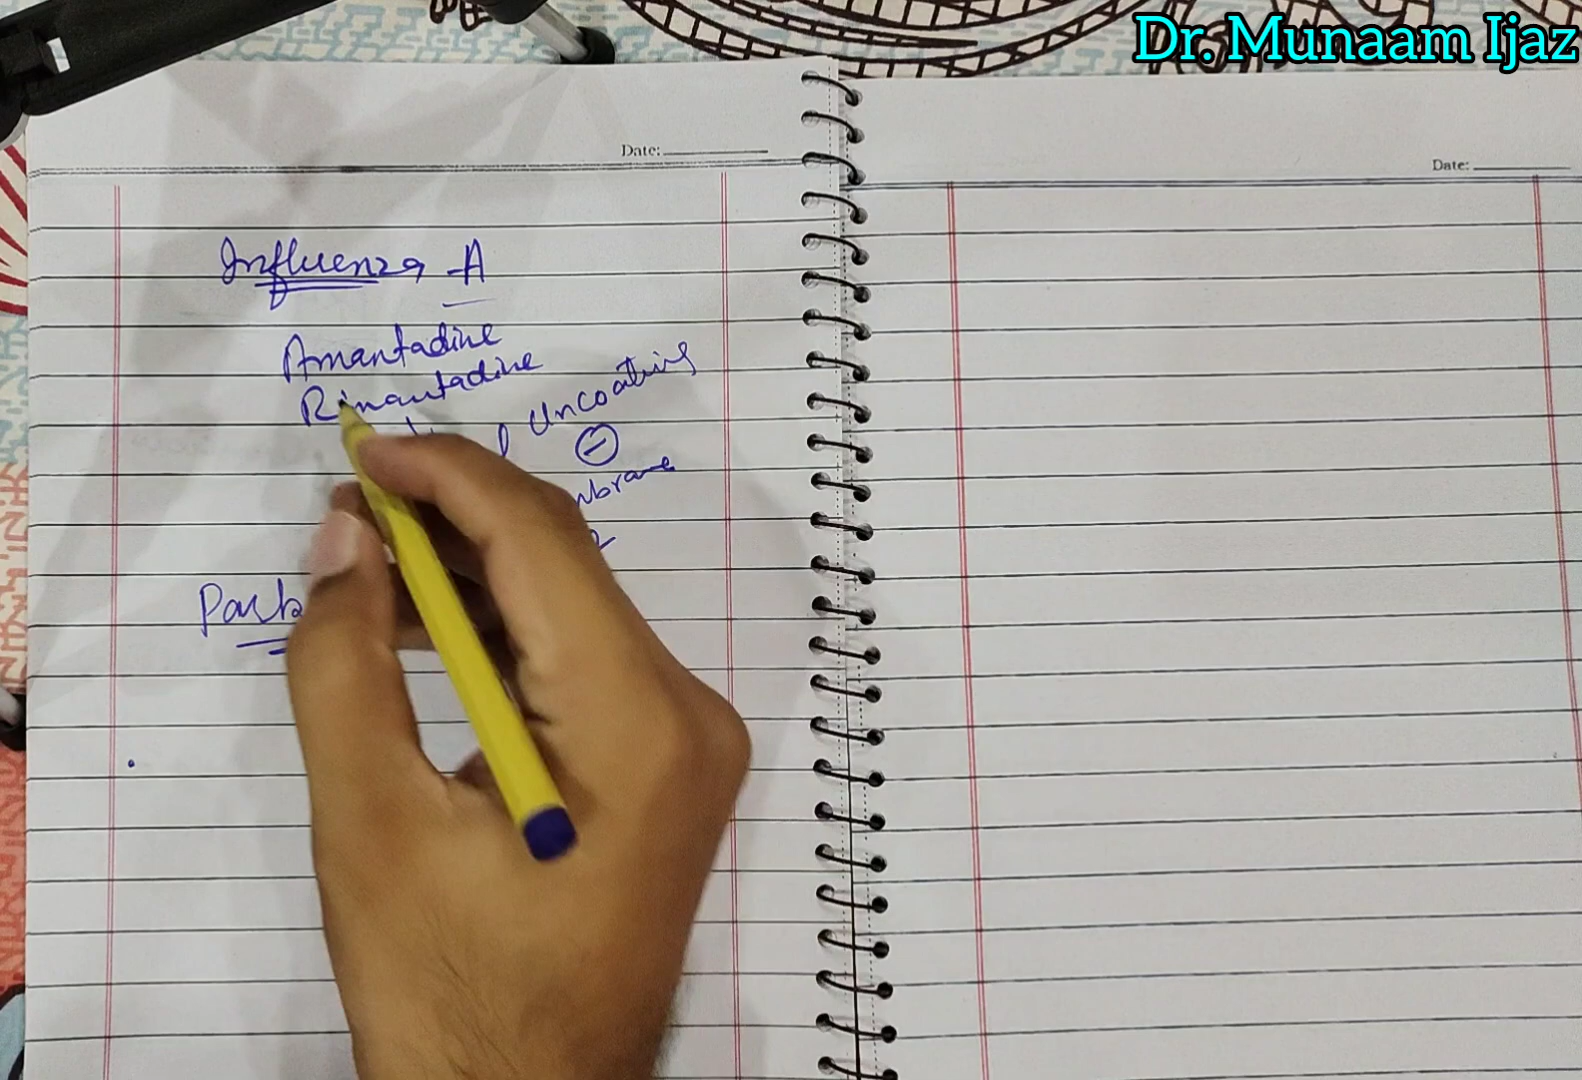 Dr. Munaam Ijaz
Date:
Date:
Influenza A
Amantadine
Rimantadine
Uncoating